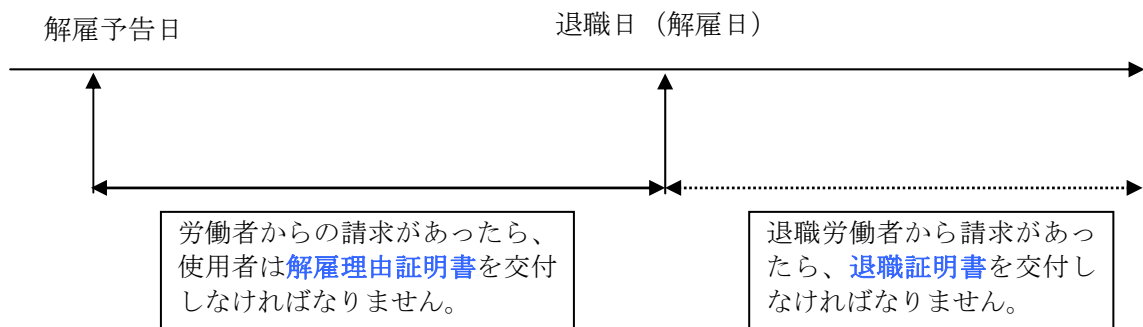 解雇予告日
退職日（解雇日）
労働者からの請求があったら、
使用者は解雇理由証明書を交付
しなければなりません。
退職労働者から請求があっ
たら、退職証明書を交付し
なければなりません。